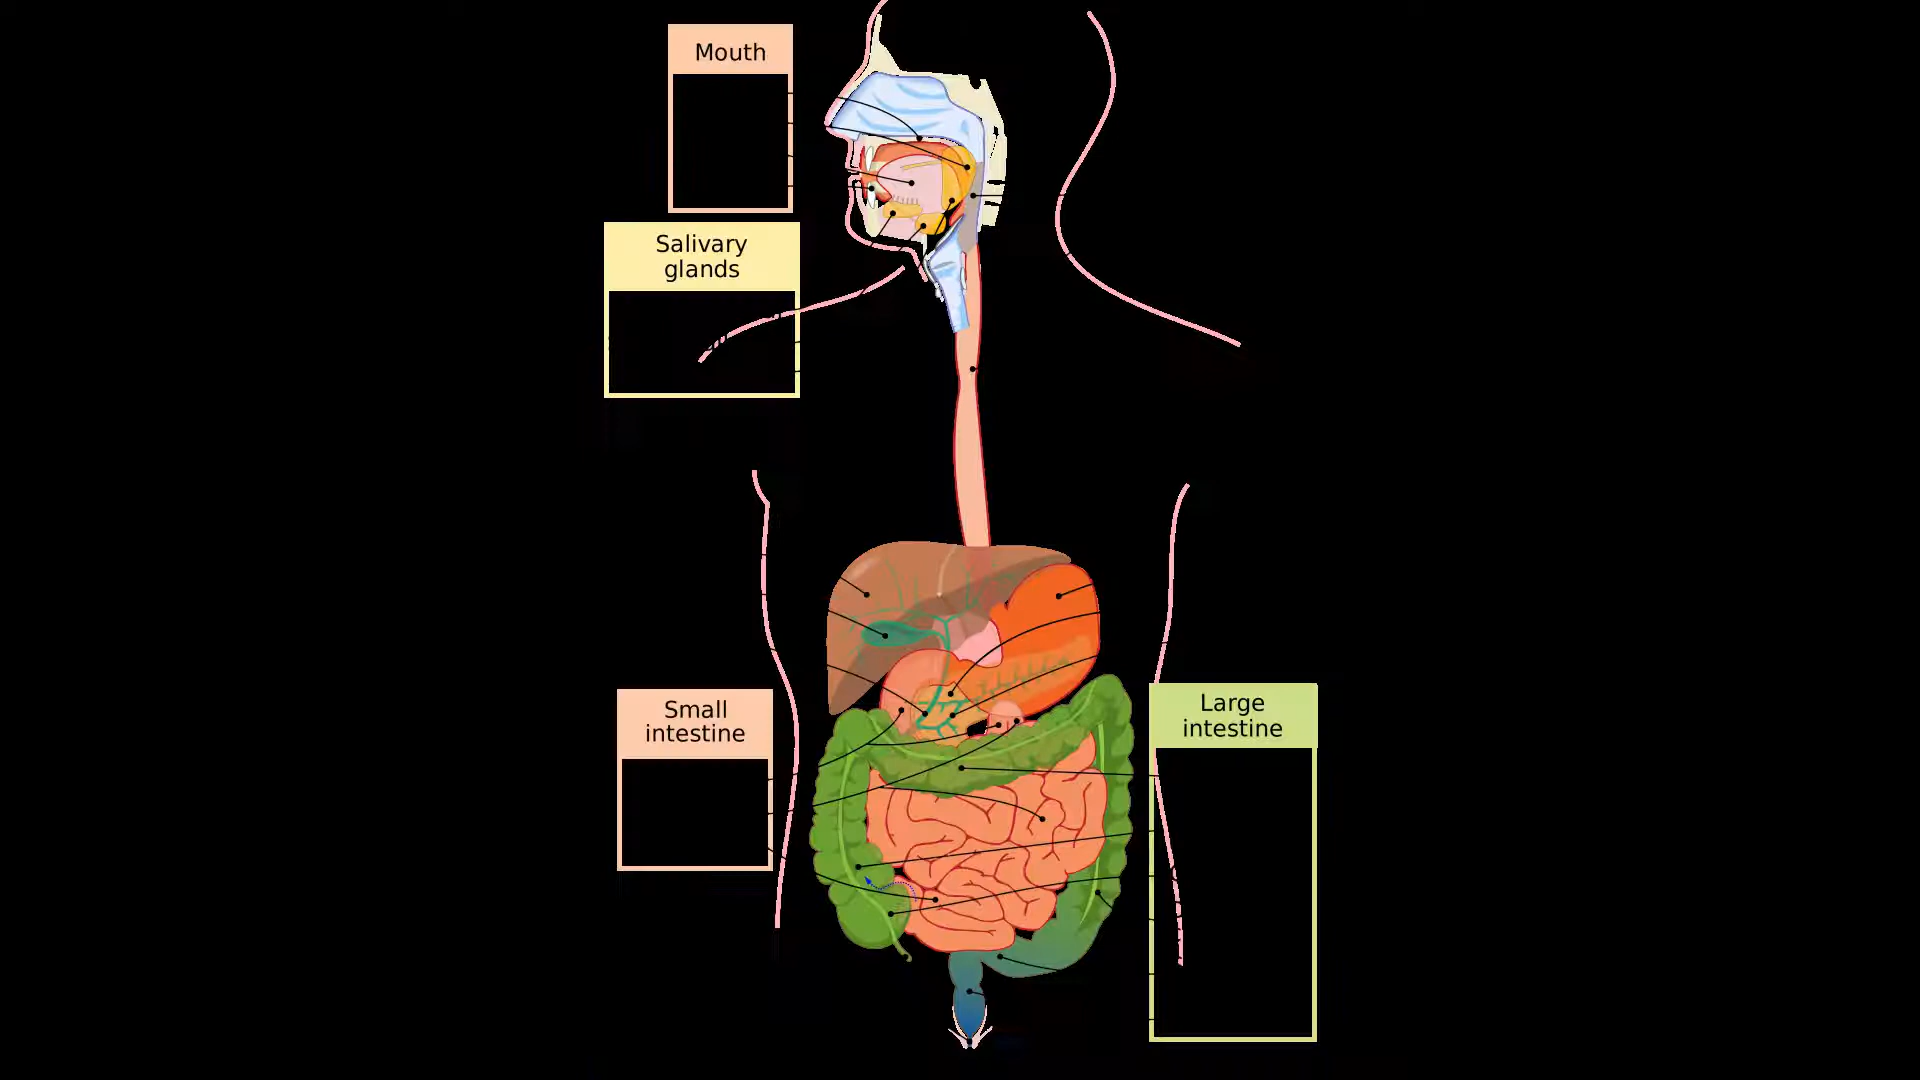 Mouth
Salivary
glands
Small
intestine
Large
intestine